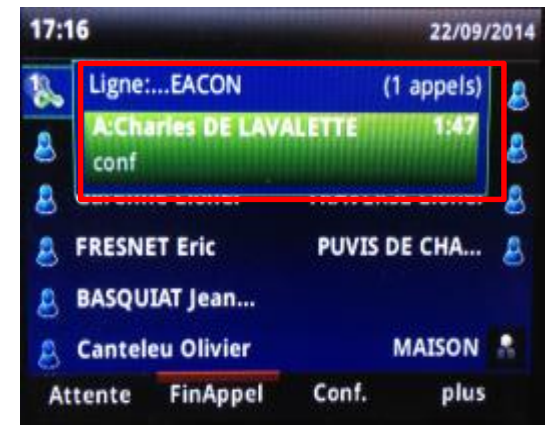 17:16 22/09/2014
Ligne:...EACON (1 appels)
A:Charles DE LAVALETTE 1:47
conf
FRESNET Eric PUVIS DE CHA...
BASQUIAT Jean...
Canteleu Olivier MAISON
Attente FinAppel Conf. plus